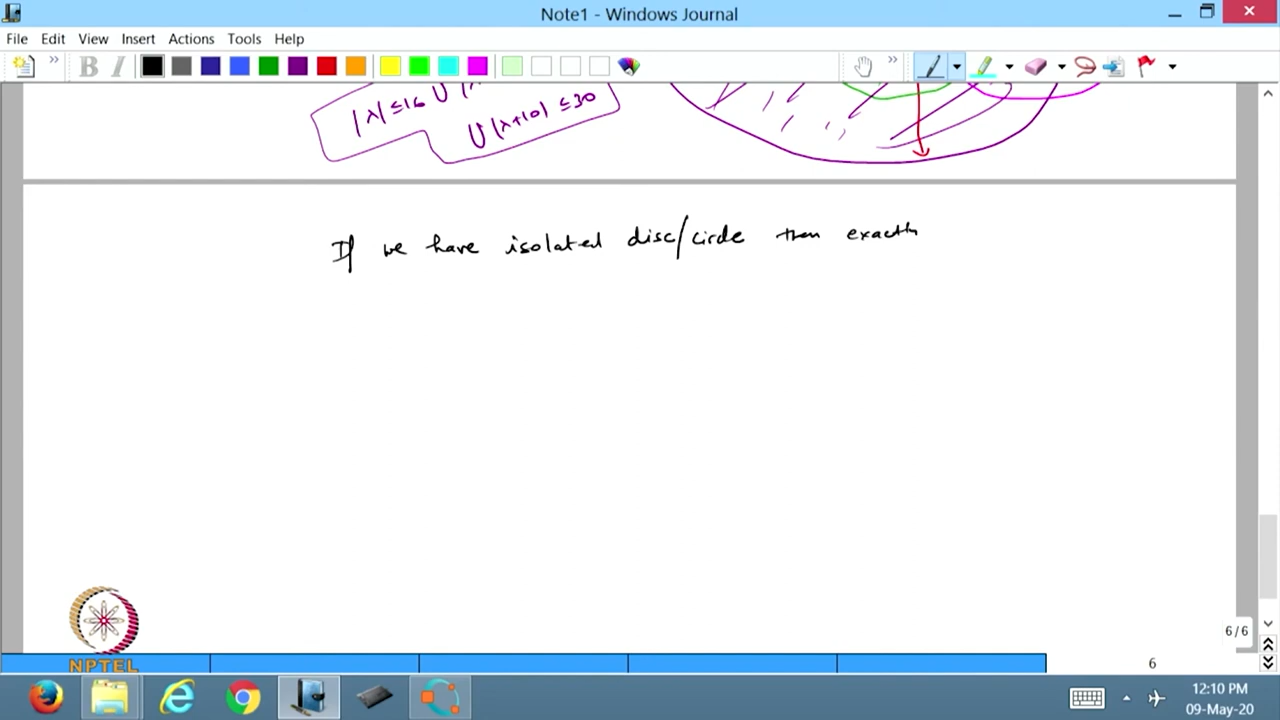 Note1 - Windows Journal
File Edit View Insert Actions Tools Help
B I
|λ| ≤ 16 ∪ |λ
∪ |λ+10| ≤ 30
If we have isolated disc/circle then exactly
6/6
NPTEL
6
12:10 PM
09-May-20